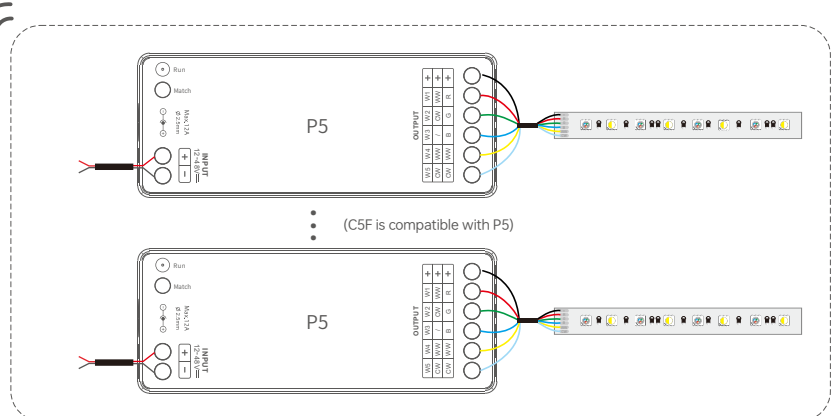 Run
Match
Max.12A
Ø 2.5mm
INPUT
12~48V⎓
+
−
P5
OUTPUT
+ + +
W1 WW R
W2 CW G
W3 / B
W4 WW WW
W5 CW CW
(C5F is compatible with P5)
Run
Match
Max.12A
Ø 2.5mm
INPUT
12~48V⎓
+
−
P5
OUTPUT
+ + +
W1 WW R
W2 CW G
W3 / B
W4 WW WW
W5 CW CW